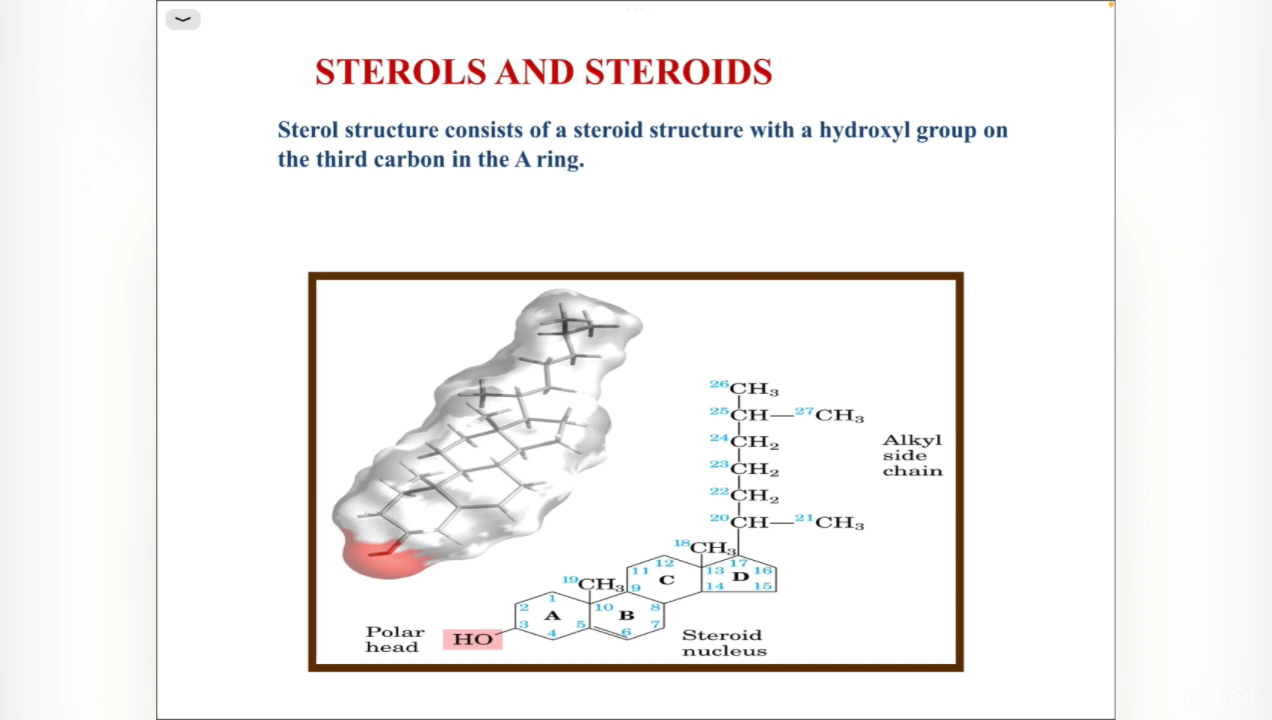 STEROLS AND STEROIDS
Sterol structure consists of a steroid structure with a hydroxyl group on
the third carbon in the A ring.
26CH3
25CH—27CH3
24CH2
23CH2
22CH2
20CH—21CH3
Alkyl
side
chain
18CH3
17
12
11
13
16
C
D
19CH3
9
14
15
1
2
10
8
A
B
3
5
7
4
6
Polar
head
HO
Steroid
nucleus